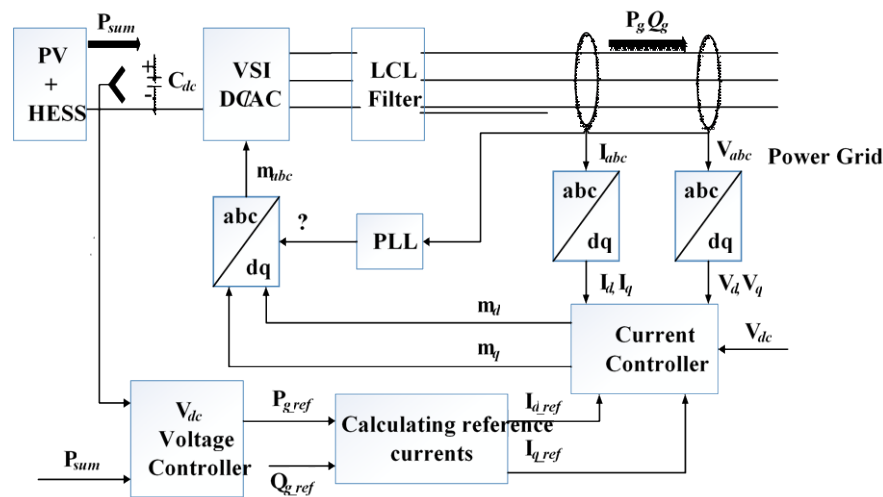 P_sum
P_g Q_g
PV
+
HESS
+
-
C_dc
VSI
DC/AC
LCL
Filter
I_abc
V_abc
Power Grid
m_abc
abc
dq
?
PLL
abc
dq
abc
dq
I_d, I_q
V_d, V_q
m_d
m_q
Current
Controller
V_dc
V_dc
Voltage
Controller
P_g_ref
Calculating reference
currents
I_d_ref
I_q_ref
P_sum
Q_g_ref